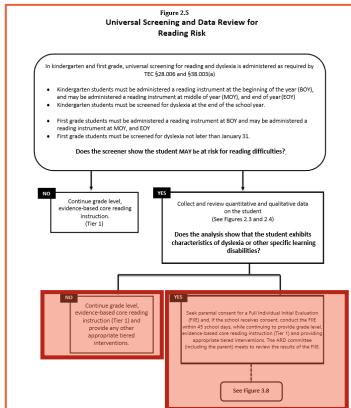 Figure 2.5
Universal Screening and Data Review for
Reading Risk
In kindergarten and first grade, universal screening for reading and dyslexia is administered as required by
TEC §28.006 and §38.003(a)
• Kindergarten students must be administered a reading instrument at the beginning of the year (BOY),
and may be administered a reading instrument at middle of year (MOY), and end of year(EOY)
• Kindergarten students must be screened for dyslexia at the end of the school year.
• First grade students must be administered a reading instrument at BOY and may be administered a
reading instrument at MOY, and EOY
• First grade students must be screened for dyslexia not later than January 31.
Does the screener show the student MAY be at risk for reading difficulties?
NO
Continue grade level,
evidence-based core reading
instruction.
(Tier 1)
YES
Collect and review quantitative and qualitative data
on the student
(See Figures 2.3 and 2.4)
Does the analysis show that the student exhibits
characteristics of dyslexia or other specific learning
disabilities?
NO
Continue grade level,
evidence-based core reading
instruction (Tier 1) and
provide any other
appropriate tiered
interventions.
YES
Seek parental consent for a Full Individual Initial Evaluation
(FIIE) and, if the school receives consent, conduct the FIIE
within 45 school days, while continuing to provide grade level,
evidence-based core reading instruction (Tier 1) and providing
appropriate tiered interventions. The ARD committee
(including the parent) meets to review the results of the FIIE.
See Figure 3.8